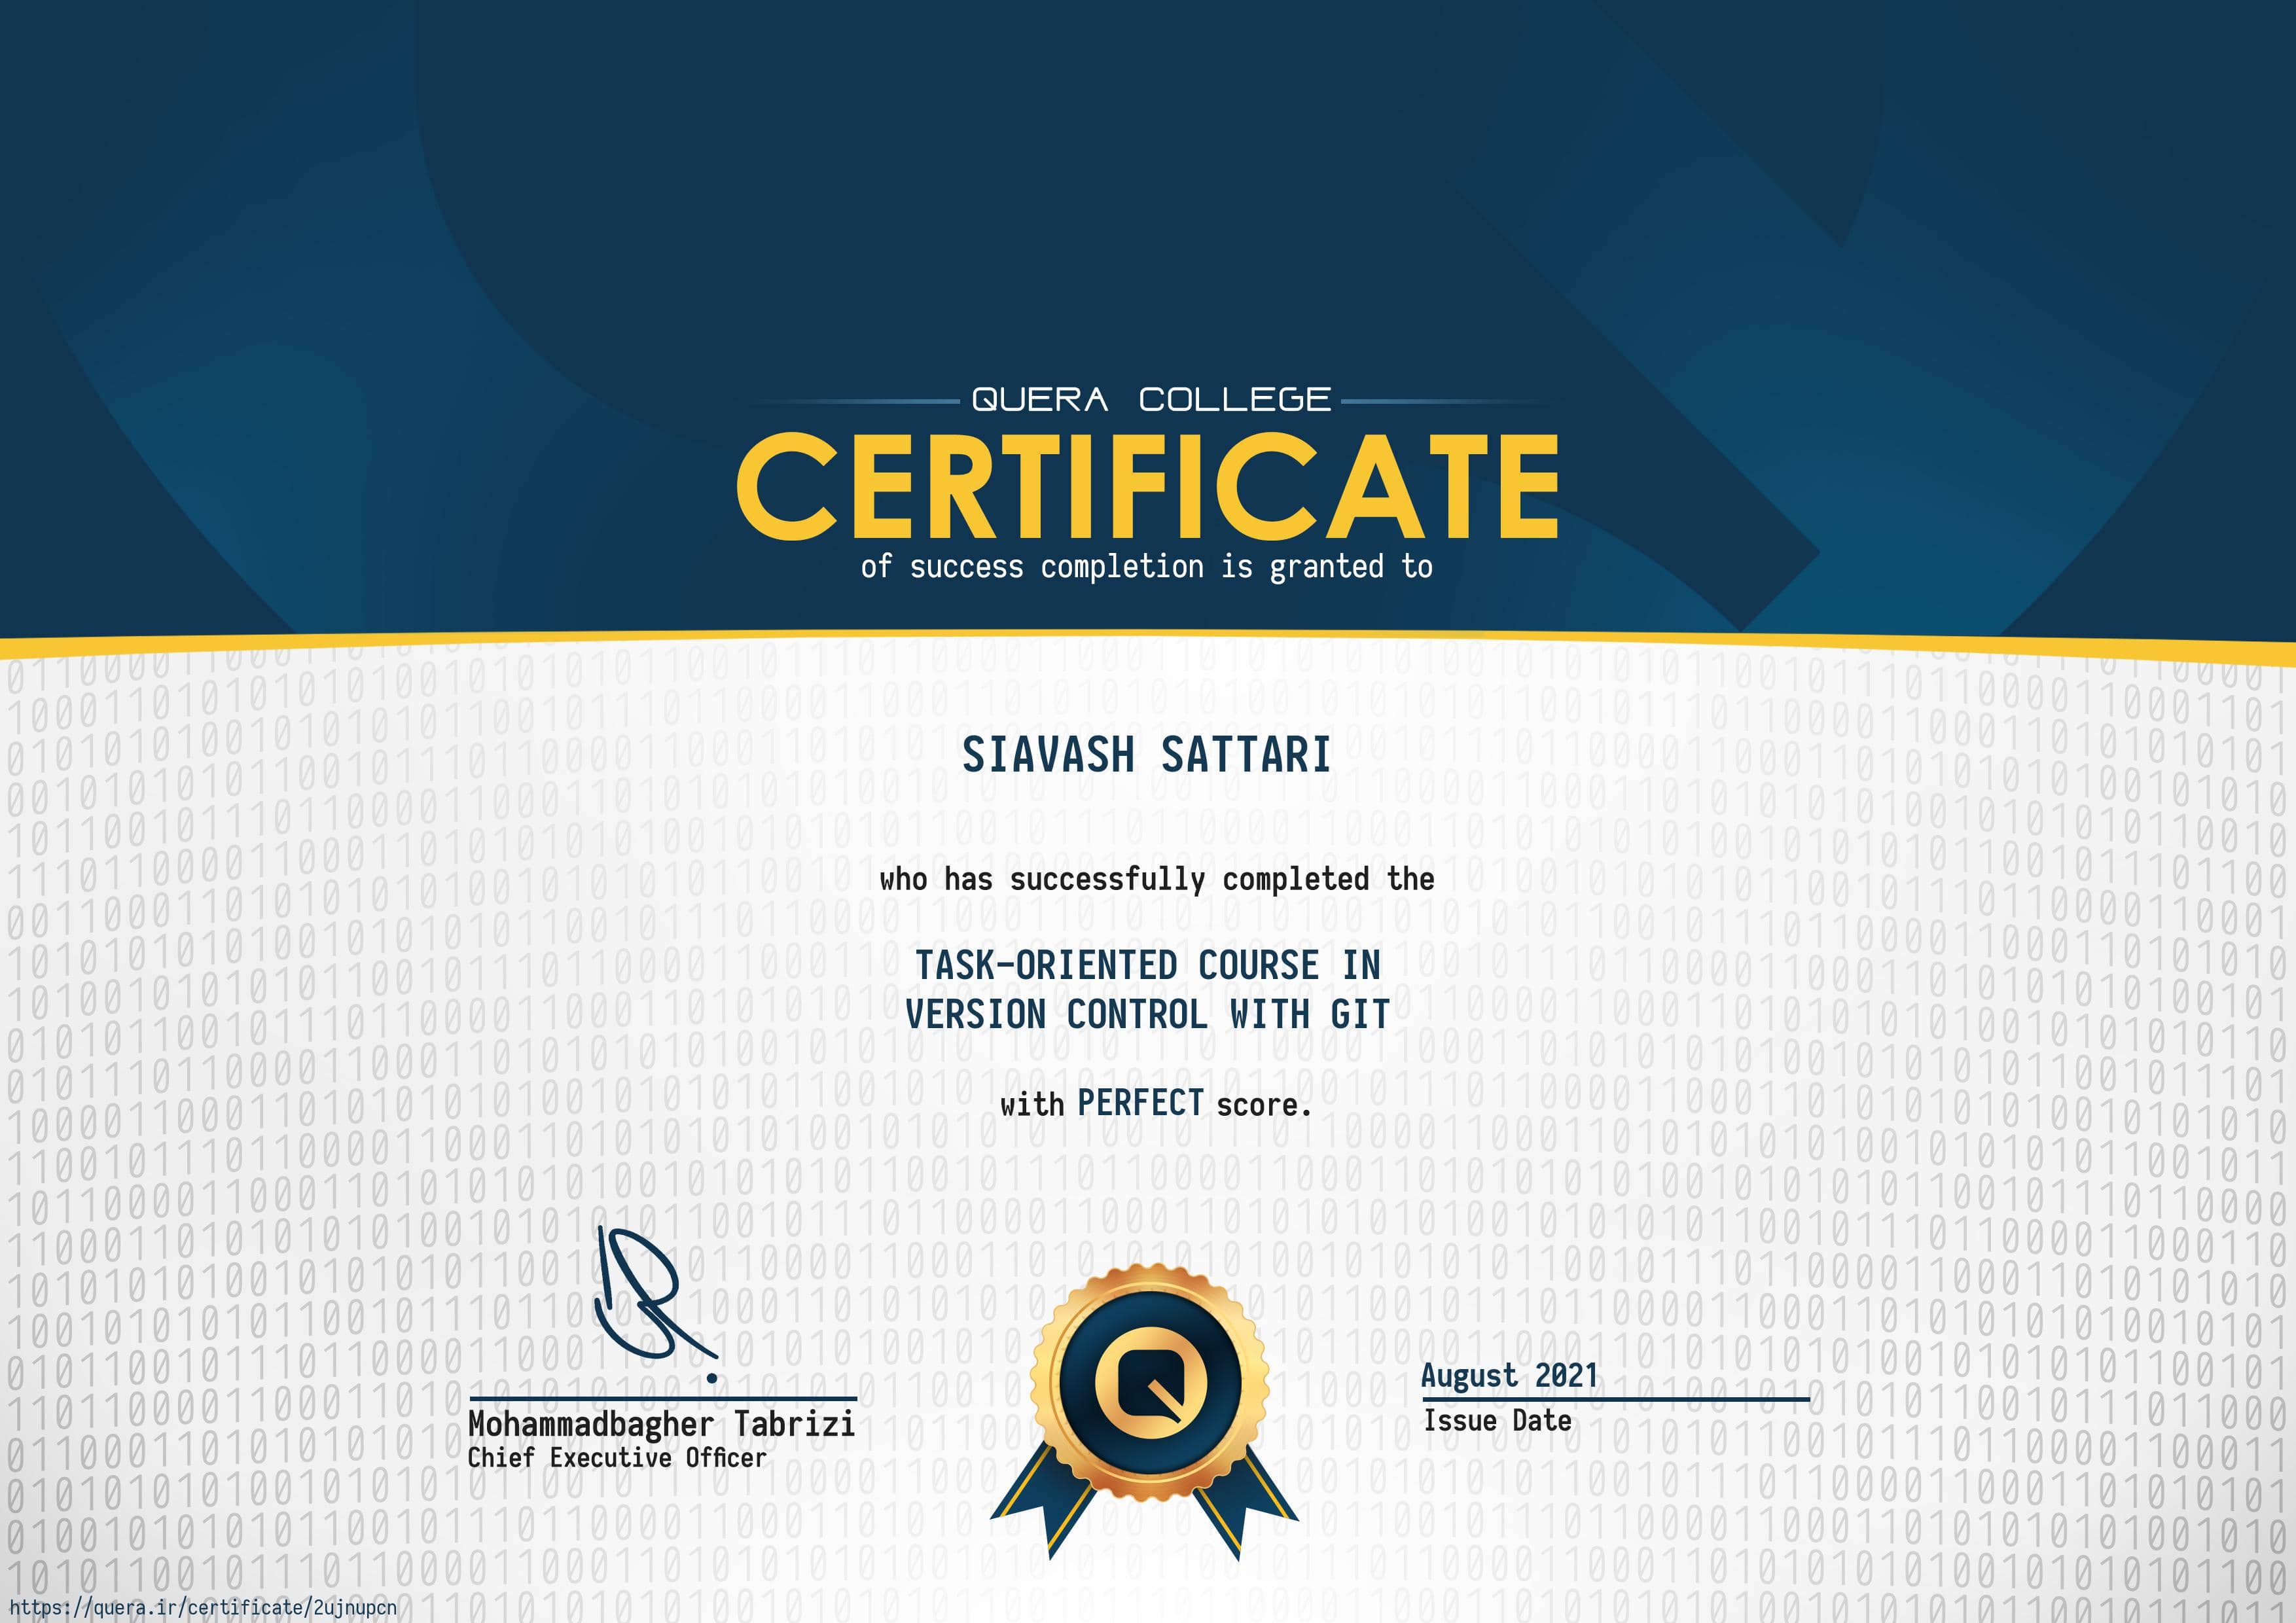 QUERA COLLEGE
CERTIFICATE
of success completion is granted to
SIAVASH SATTARI
who has successfully completed the
TASK-ORIENTED COURSE IN
VERSION CONTROL WITH GIT
with PERFECT score.
Mohammadbagher Tabrizi
Chief Executive Officer
August 2021
Issue Date
https://quera.ir/certificate/2ujnupcn